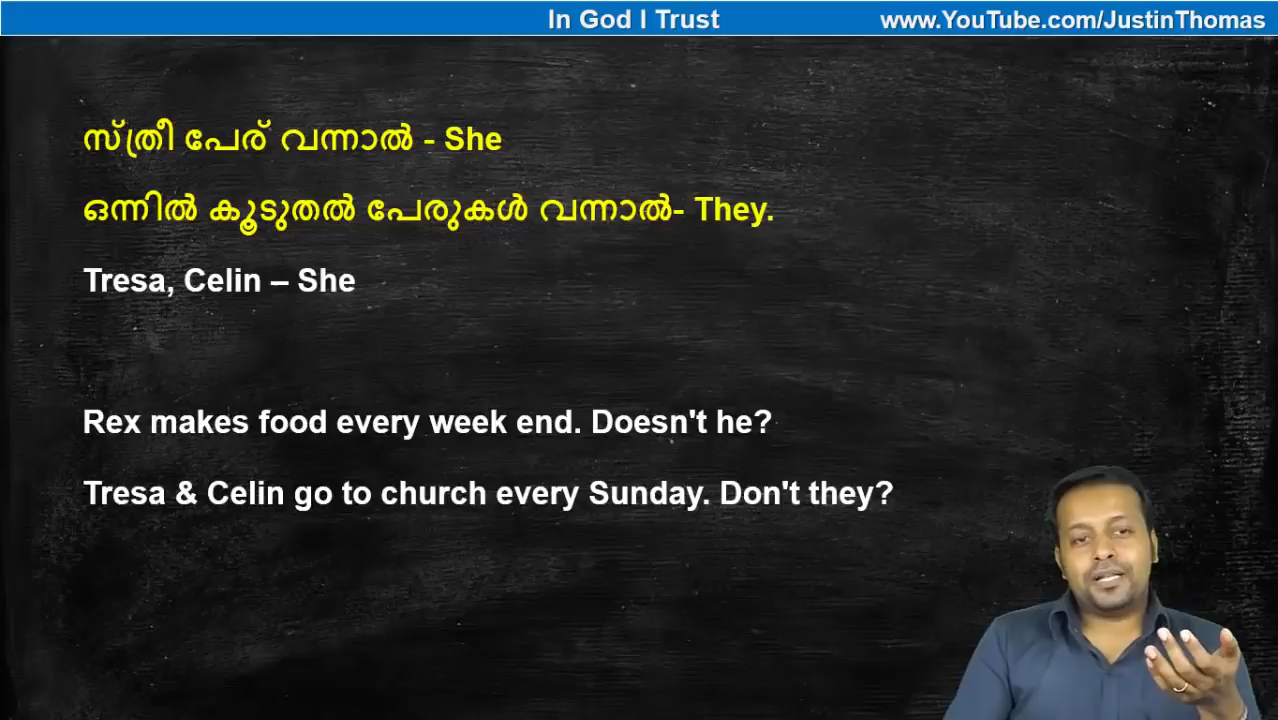 In God I Trust
www.YouTube.com/JustinThomas
സ്ത്രീ പേര് വന്നാൽ - She
ഒന്നിൽ കൂടുതൽ പേരുകൾ വന്നാൽ- They.
Tresa, Celin – She
Rex makes food every week end. Doesn't he?
Tresa & Celin go to church every Sunday. Don't they?